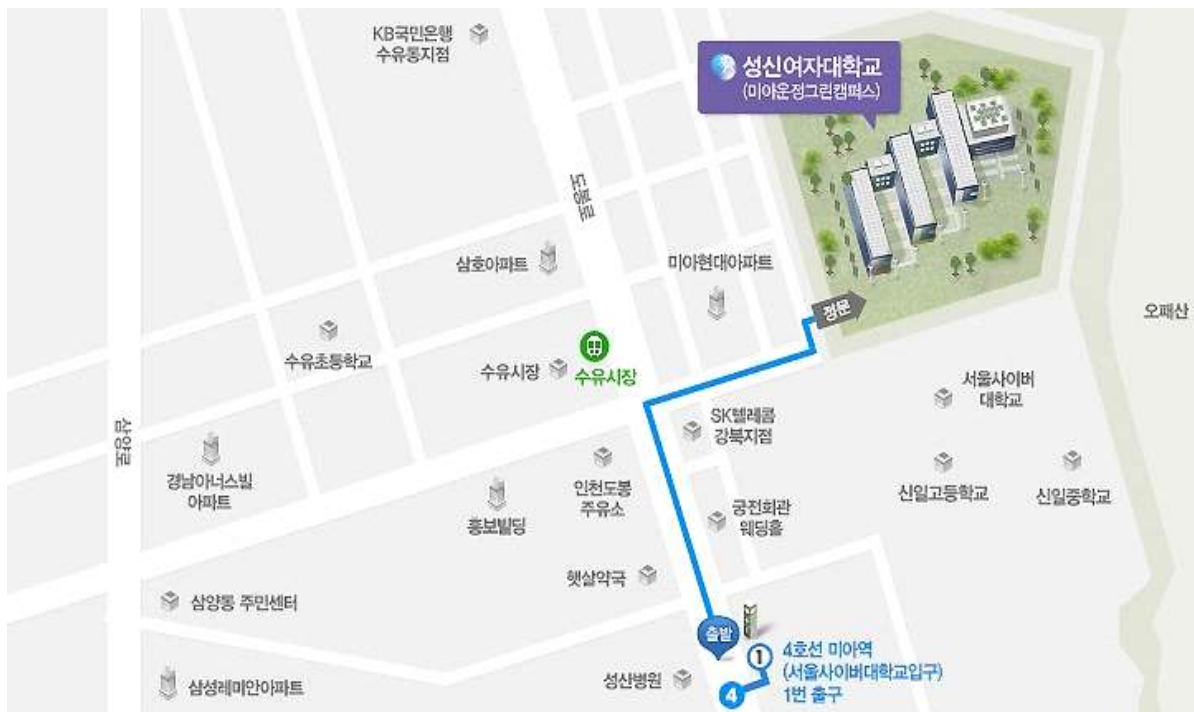 KB국민은행
수유동지점
성신여자대학교
(미아운정그린캠퍼스)
도봉로
삼호아파트
미아현대아파트
정문
오패산
수유초등학교
수유시장
수유시장
서울사이버
대학교
SK텔레콤
강북지점
삼양로
경남아너스빌
아파트
홍보빌딩
인천도봉
주유소
신일고등학교
신일중학교
궁전회관
웨딩홀
햇살약국
삼양동 주민센터
출발
1
4호선 미아역
(서울사이버대학교입구)
1번 출구
4
성산병원
삼성레미안아파트